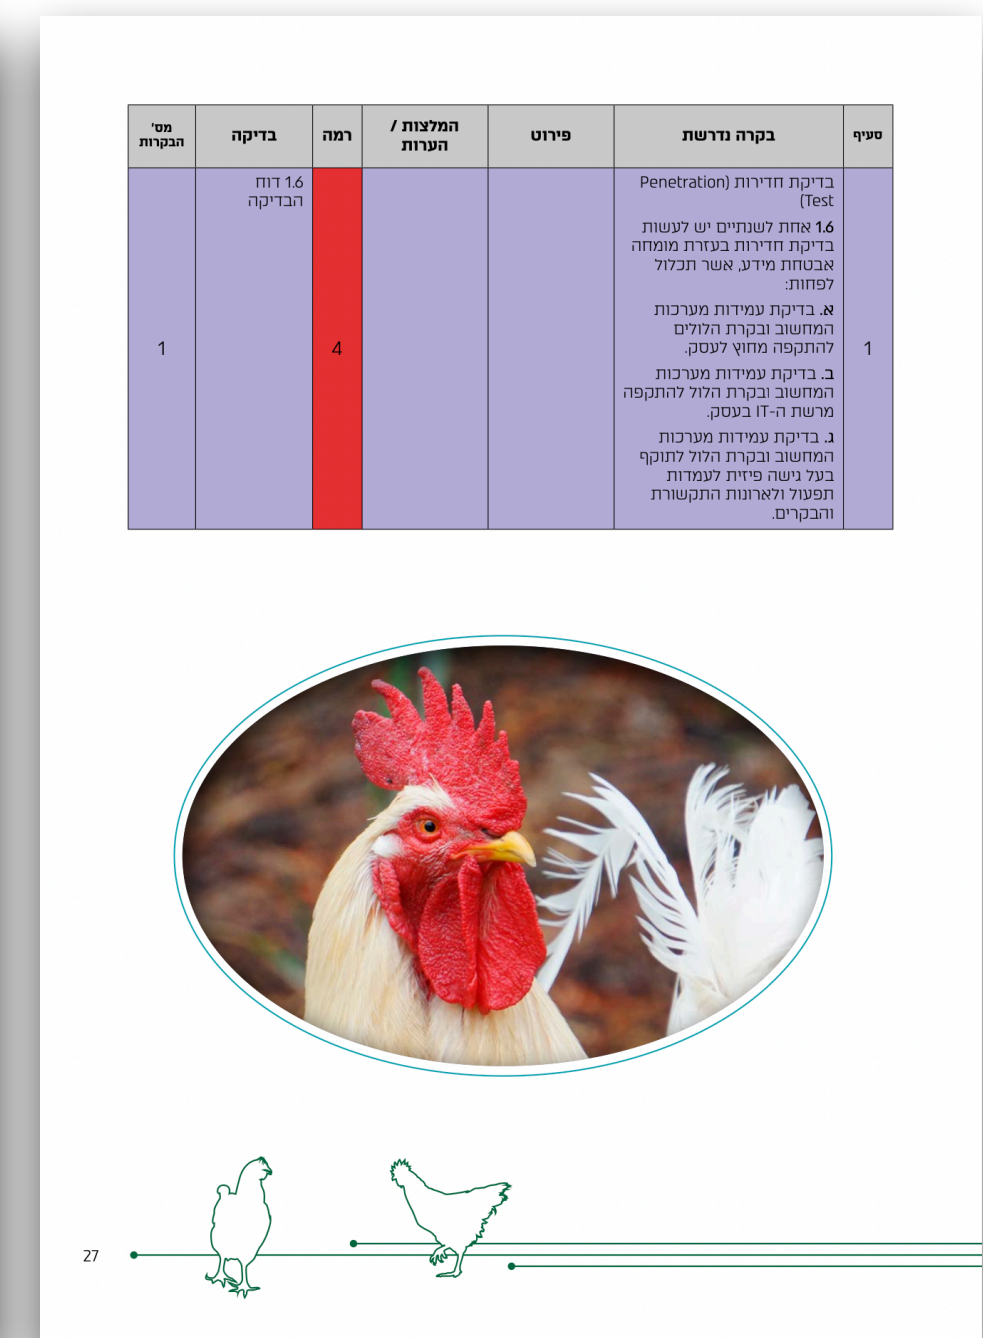 סעיף
בקרה נדרשת
פירוט
המלצות /
הערות
רמה
בדיקה
מס'
הבקרות
1
בדיקת חדירות (Penetration
Test)
1.6 אחת לשנתיים יש לעשות
בדיקת חדירות בעזרת מומחה
אבטחת מידע, אשר תכלול
לפחות:
א. בדיקת עמידות מערכות
המחשוב ובקרת הלולים
להתקפה מחוץ לעסק.
ב. בדיקת עמידות מערכות
המחשוב ובקרת הלול להתקפה
מרשת ה-IT בעסק.
ג. בדיקת עמידות מערכות
המחשוב ובקרת הלול לתוקף
בעל גישה פיזית לעמדות
תפעול ולארונות התקשורת
והבקרים.
4
1.6 דוח
הבדיקה
1
27